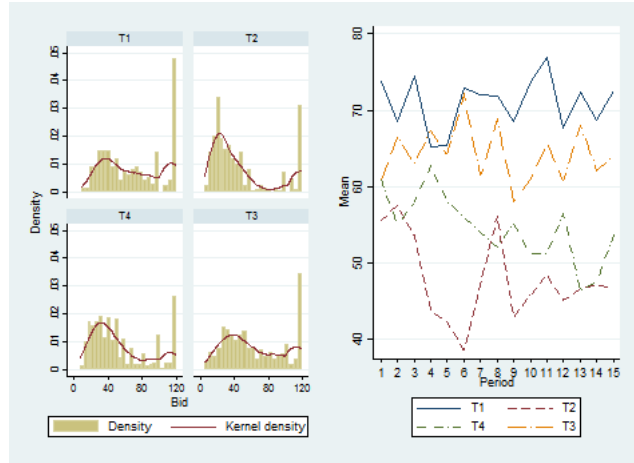 T1
T2
.05
.04
.03
.02
.01
0
T4
T3
.05
.04
.03
.02
.01
0
Density
0 40 80 120
0 40 80 120
Bid
Density
Kernel density
80
70
60
50
40
Mean
1 2 3 4 5 6 7 8 9 10 11 12 13 14 15
Period
T1
T2
T4
T3